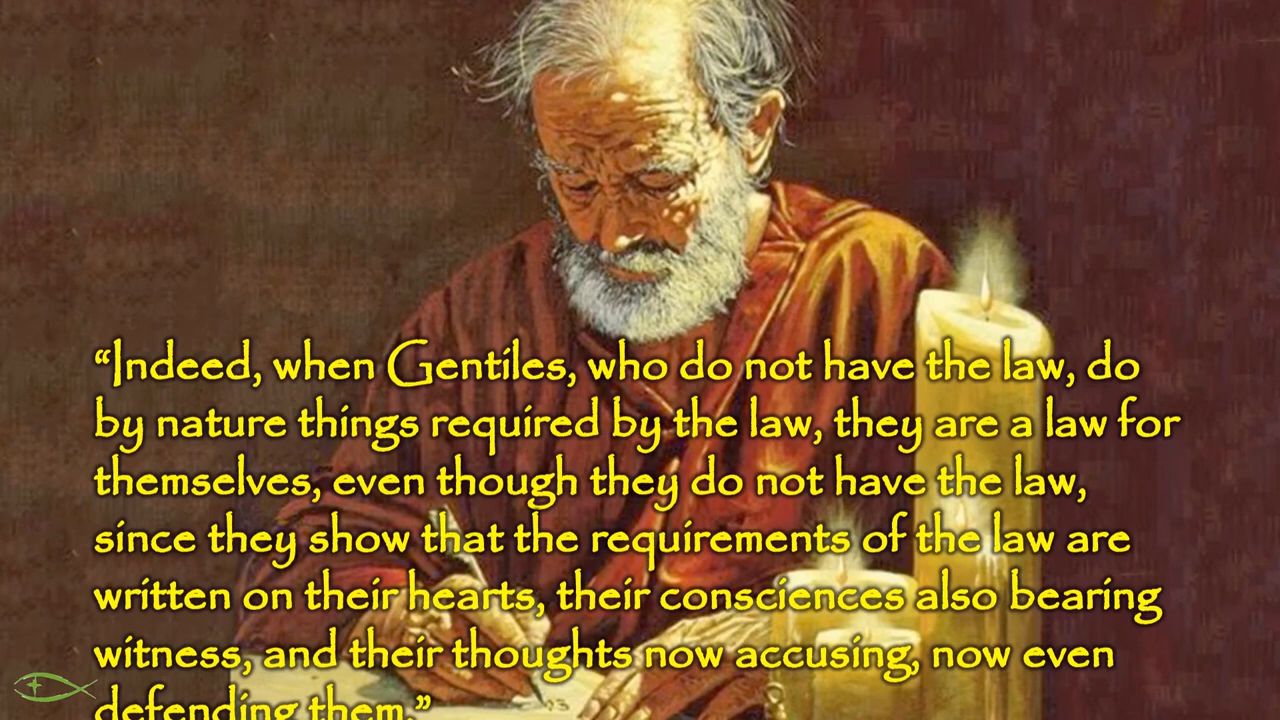 “Indeed, when Gentiles, who do not have the law, do
by nature things required by the law, they are a law for
themselves, even though they do not have the law,
since they show that the requirements of the law are
written on their hearts, their consciences also bearing
witness, and their thoughts now accusing, now even
defending them.”